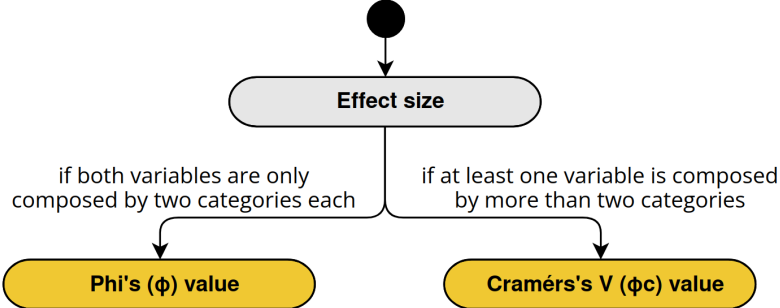 Effect size
if both variables are only
composed by two categories each
if at least one variable is composed
by more than two categories
Phi's (ϕ) value
Cramérs's V (ϕc) value